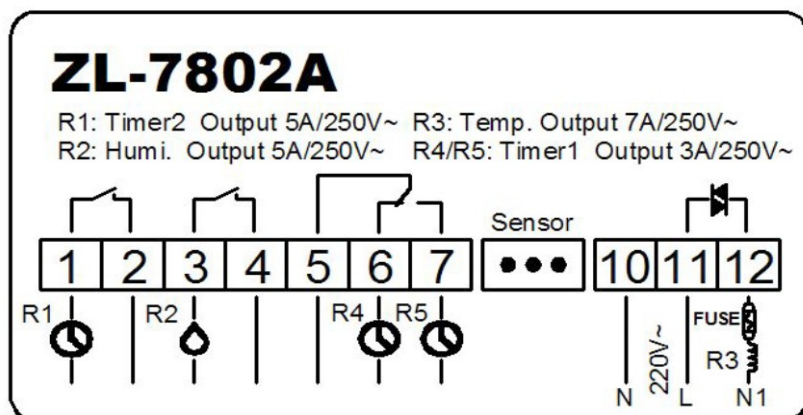 ZL-7802A
R1: Timer2 Output 5A/250V~ R3: Temp. Output 7A/250V~
R2: Humi. Output 5A/250V~ R4/R5: Timer1 Output 3A/250V~
Sensor
1 2 3 4 5 6 7 10 11 12
R1 R2 R4 R5 FUSE
220V~ R3
N L N1